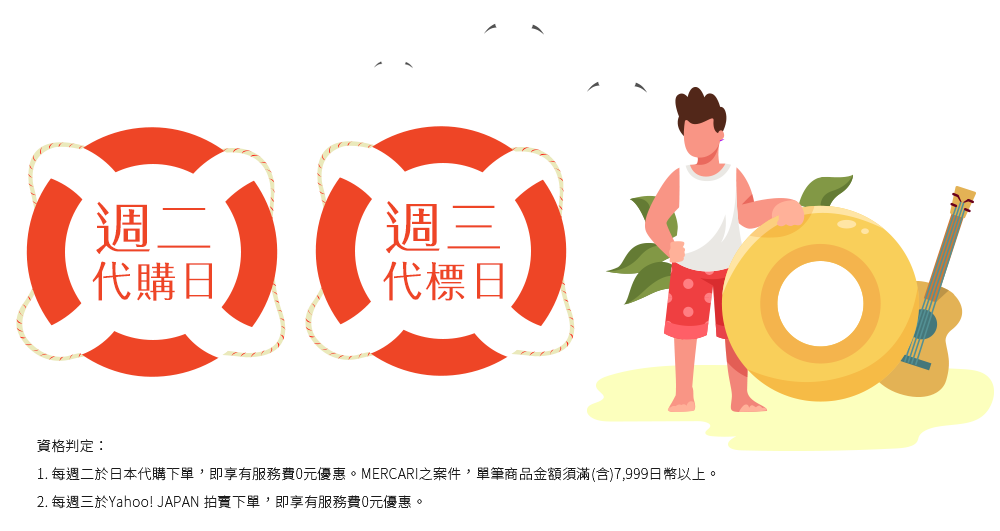 週二
代購日
週三
代標日
資格判定：
1. 每週二於日本代購下單，即享有服務費0元優惠。MERCARI之案件，單筆商品金額須滿(含)7,999日幣以上。
2. 每週三於Yahoo! JAPAN 拍賣下單，即享有服務費0元優惠。